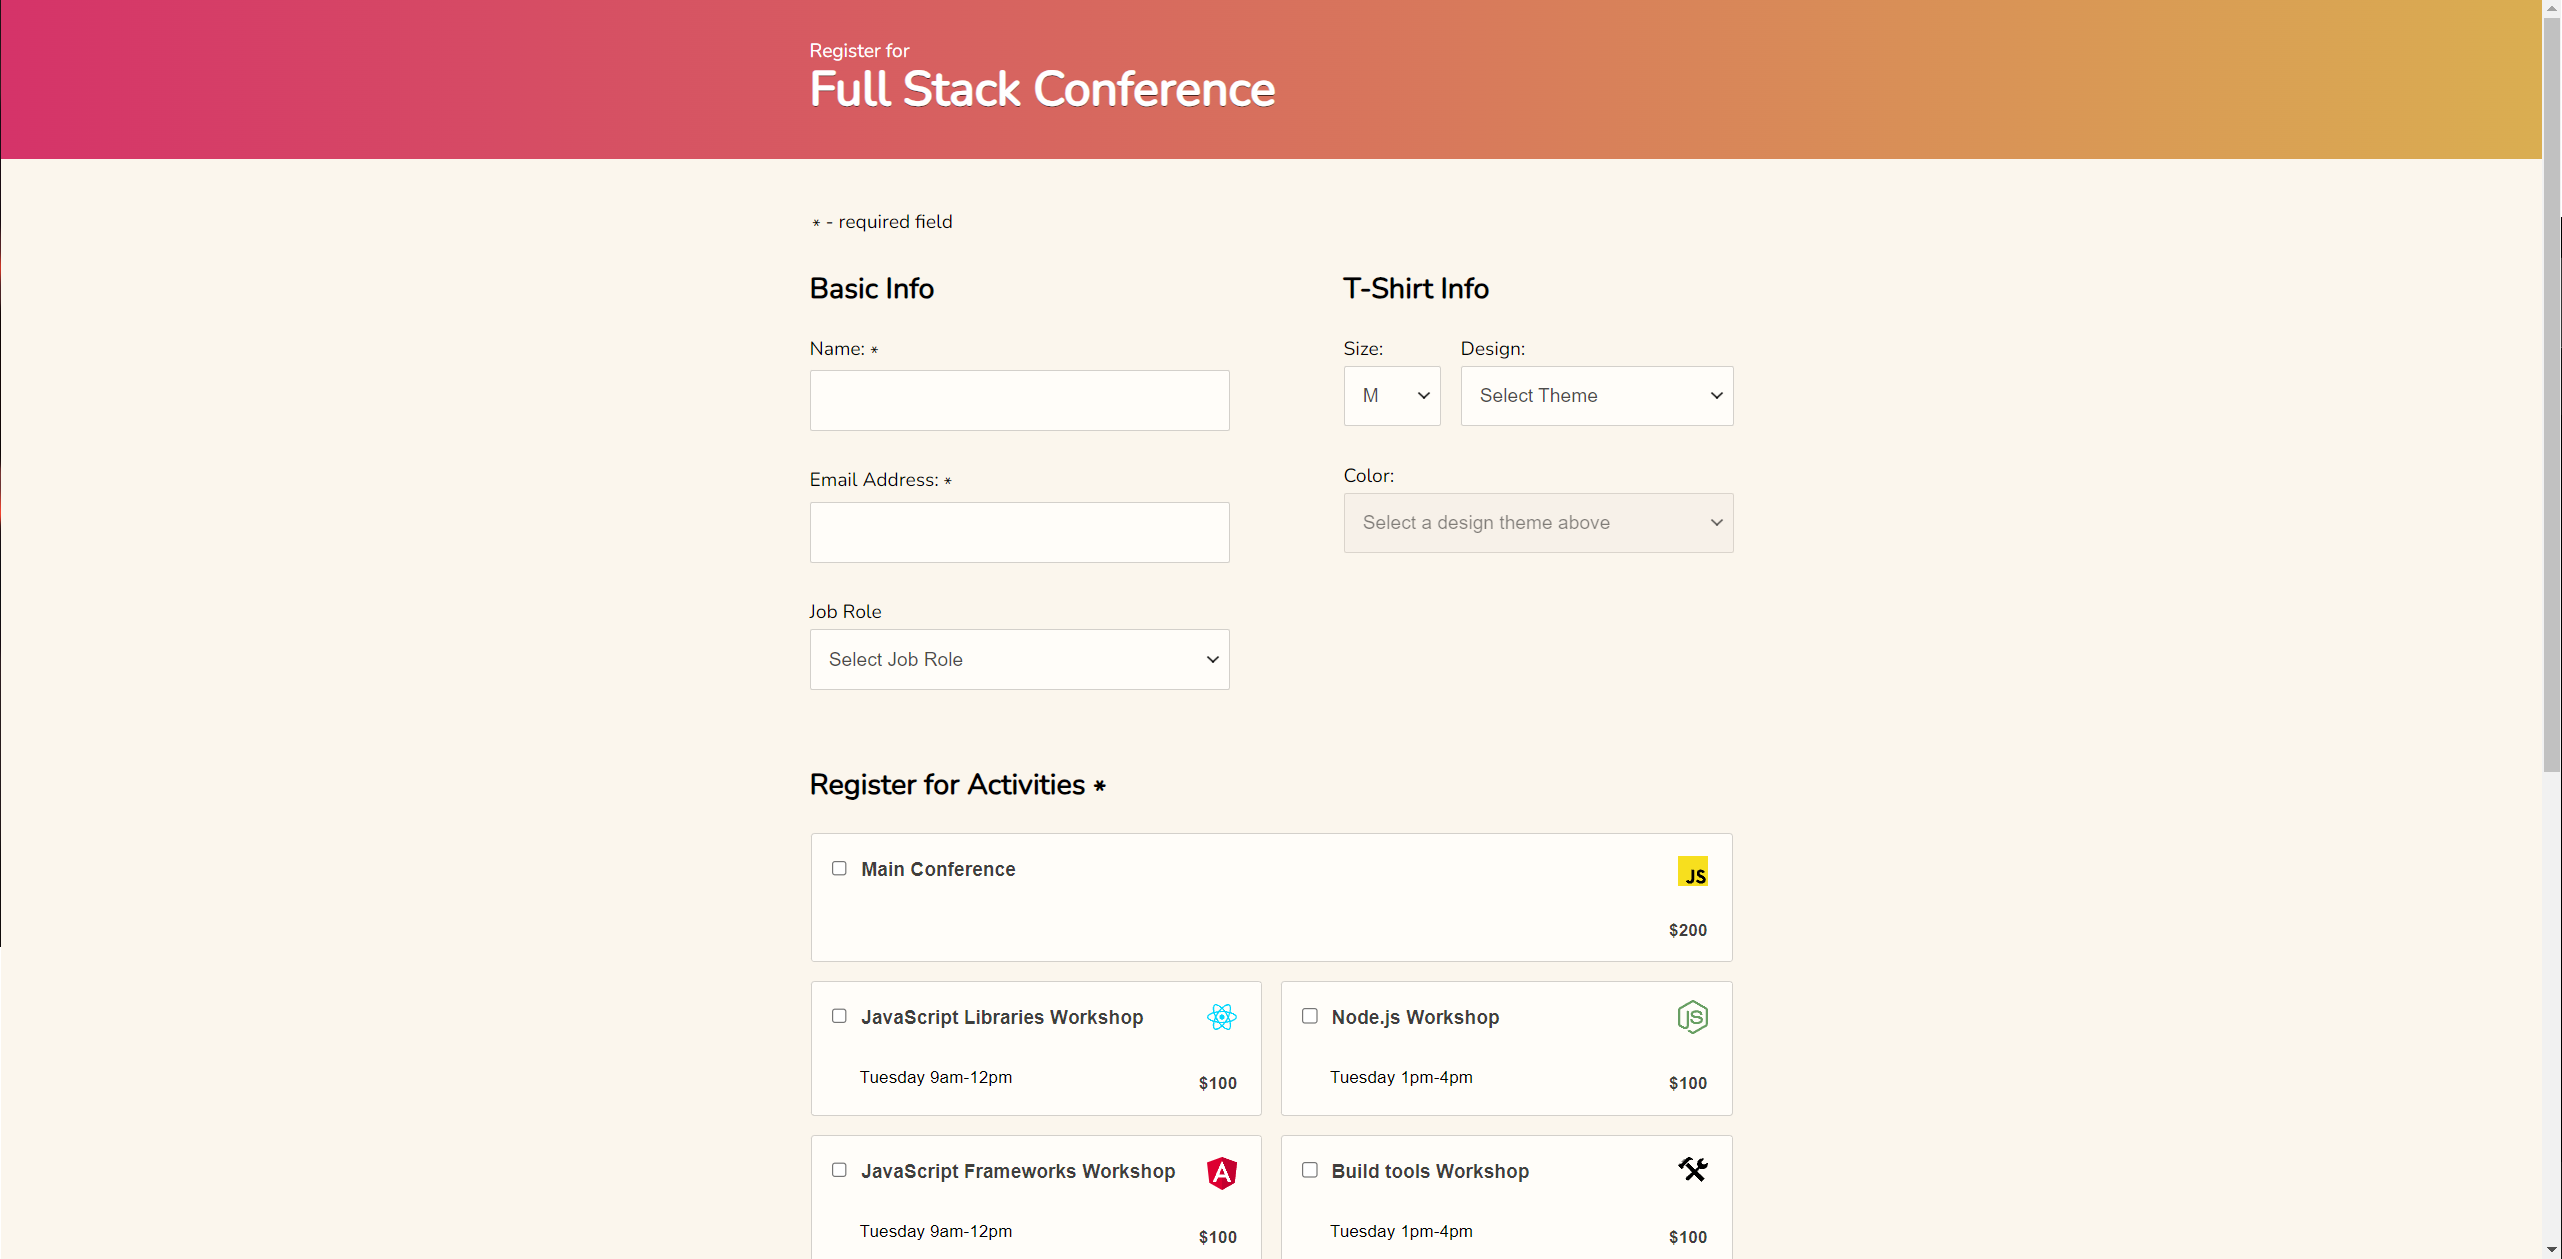 Register for
Full Stack Conference
* - required field
Basic Info
Name: *
Email Address: *
Job Role
Select Job Role
T-Shirt Info
Size:
M
Design:
Select Theme
Color:
Select a design theme above
Register for Activities *
Main Conference
JS
$200
JavaScript Libraries Workshop
Tuesday 9am-12pm
$100
Node.js Workshop
JS
Tuesday 1pm-4pm
$100
JavaScript Frameworks Workshop
A
Tuesday 9am-12pm
$100
Build tools Workshop
Tuesday 1pm-4pm
$100